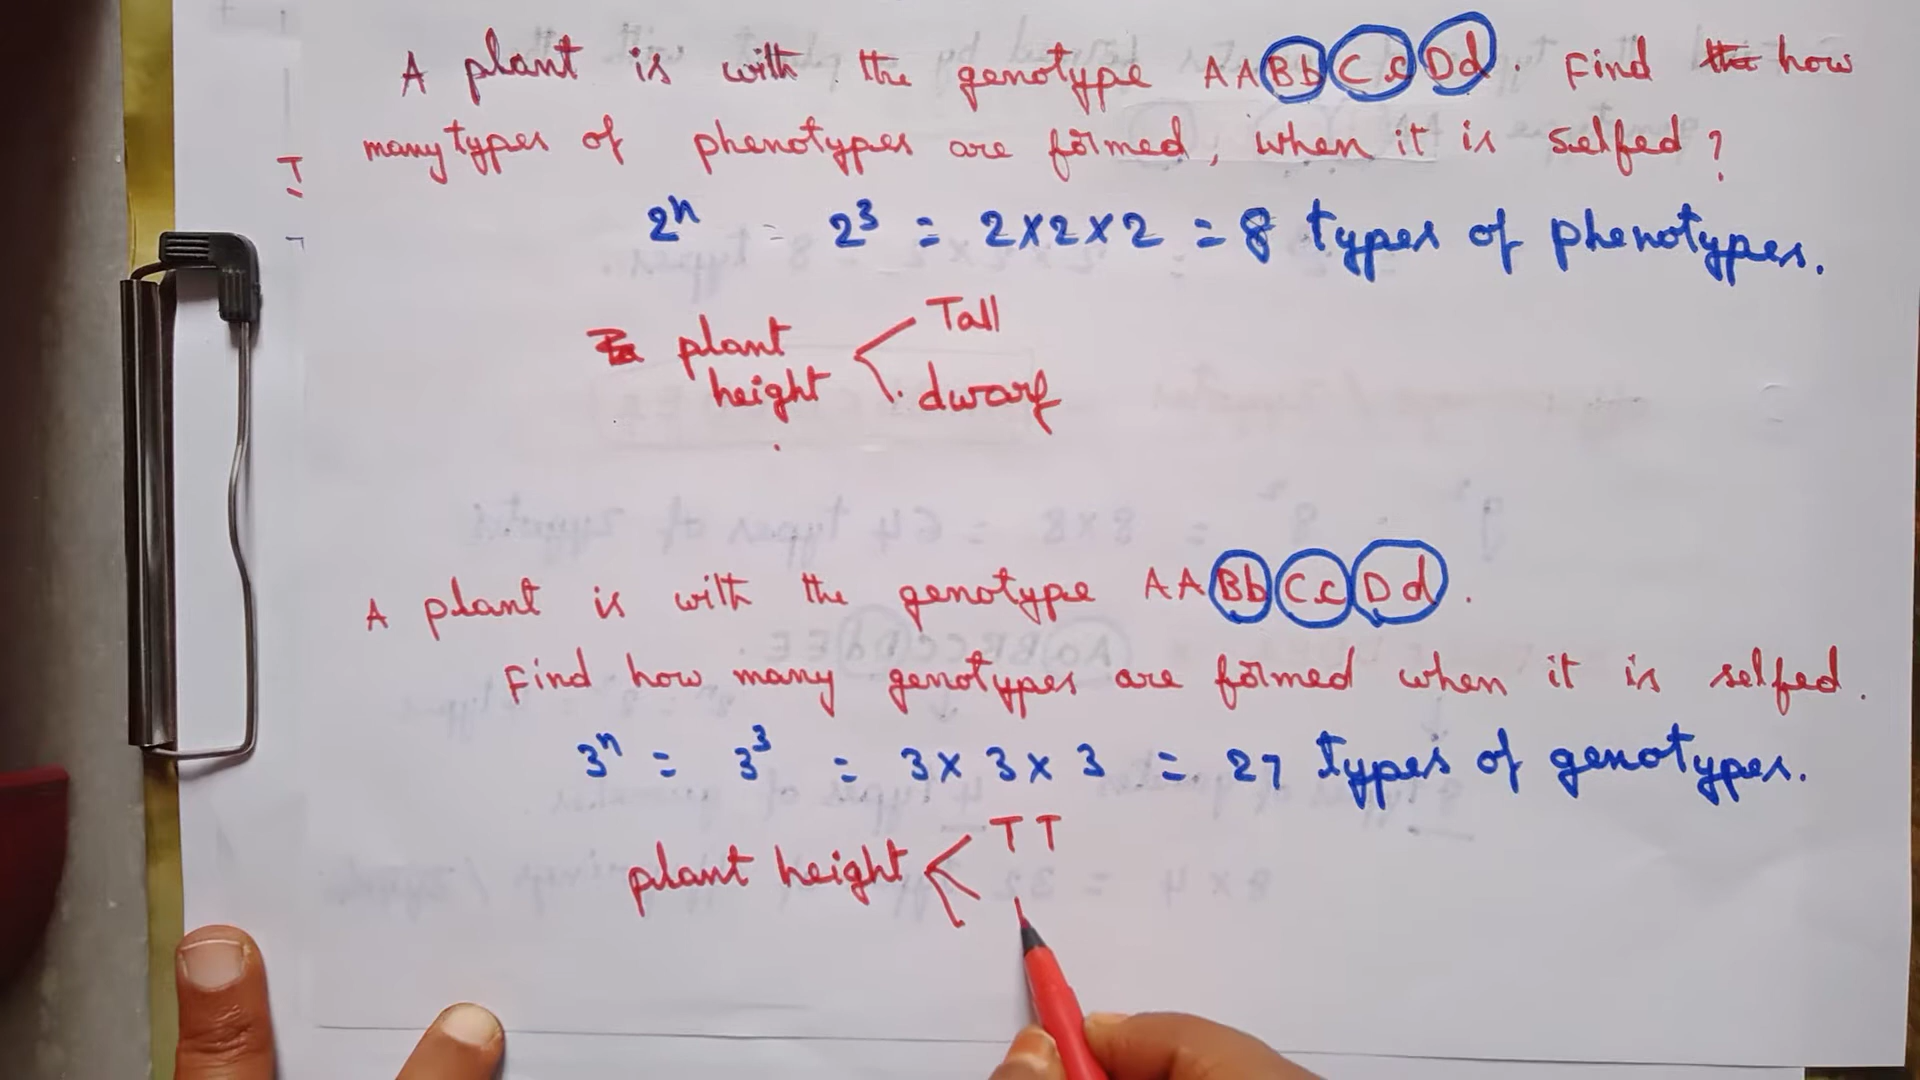 A plant is with the genotype AABbCcDd. Find the how
many types of phenotypes are formed, when it is selfed?
2ⁿ = 2³ = 2×2×2 = 8 types of phenotypes.
plant height
Tall
dwarf
A plant is with the genotype AABbCcDd.
Find how many genotypes are formed when it is selfed.
3ⁿ = 3³ = 3×3×3 = 27 types of genotypes.
plant height
TT